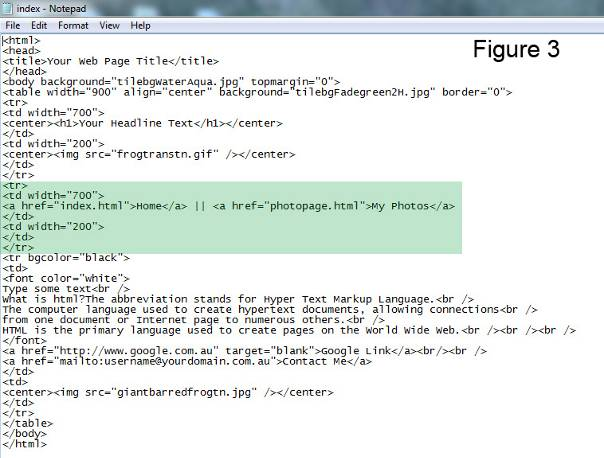 index - Notepad
File Edit Format View Help
Figure 3
<html>
<head>
<title>Your Web Page Title</title>
</head>
<body background="tilebgWaterAqua.jpg" topmargin="0">
<table width="900" align="center" background="tilebgFadegreen2H.jpg" border="0">
<tr>
<td width="700">
<center><h1>Your Headline Text</h1></center>
</td>
<td width="200">
<center><img src="frogtranstn.gif" /></center>
</td>
</tr>
<tr>
<td width="700">
<a href="index.html">Home</a> || <a href="photopage.html">My Photos</a>
</td>
<td width="200">
</td>
</tr>
<tr bgcolor="black">
<td>
<font color="white">
Type some text<br />
What is html?The abbreviation stands for Hyper Text Markup Language.<br />
The computer language used to create hypertext documents, allowing connections<br />
from one document or Internet page to numerous others.<br />
HTML is the primary language used to create pages on the World Wide Web.<br /><br /><br />
</font>
<a href="http://www.google.com.au" target="blank">Google Link</a><br/><br />
<a href="mailto:username@yourdomain.com.au">Contact Me</a>
</td>
<td>
<center><img src="giantbarredfrogtn.jpg" /></center>
</td>
</tr>
</table>
</body>
</html>